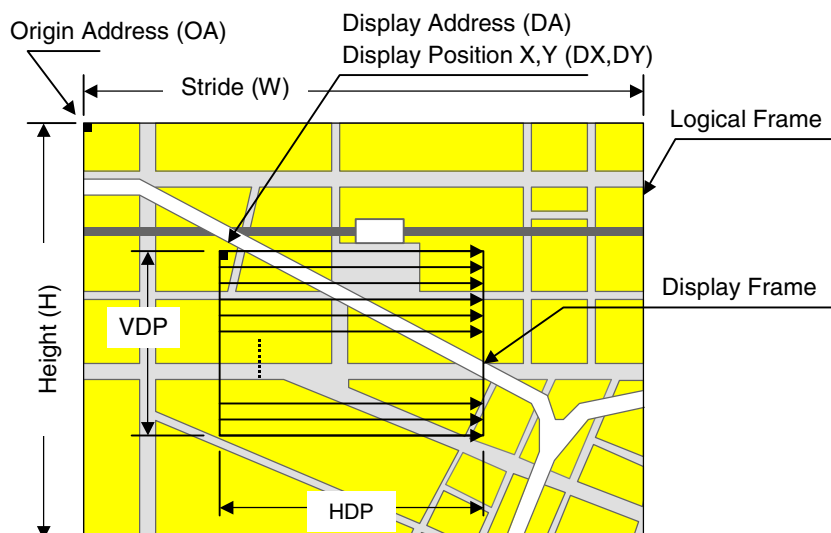 Origin Address (OA)
Display Address (DA)
Display Position X,Y (DX,DY)
Stride (W)
Logical Frame
Height (H)
VDP
Display Frame
HDP